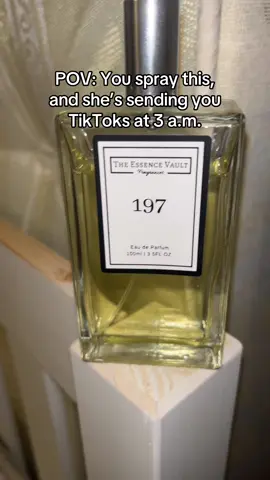 POV: You spray this,
and she's sending you
TikToks at 3 a.m.
THE ESSENCE VAULT
197
Eau de Parfum